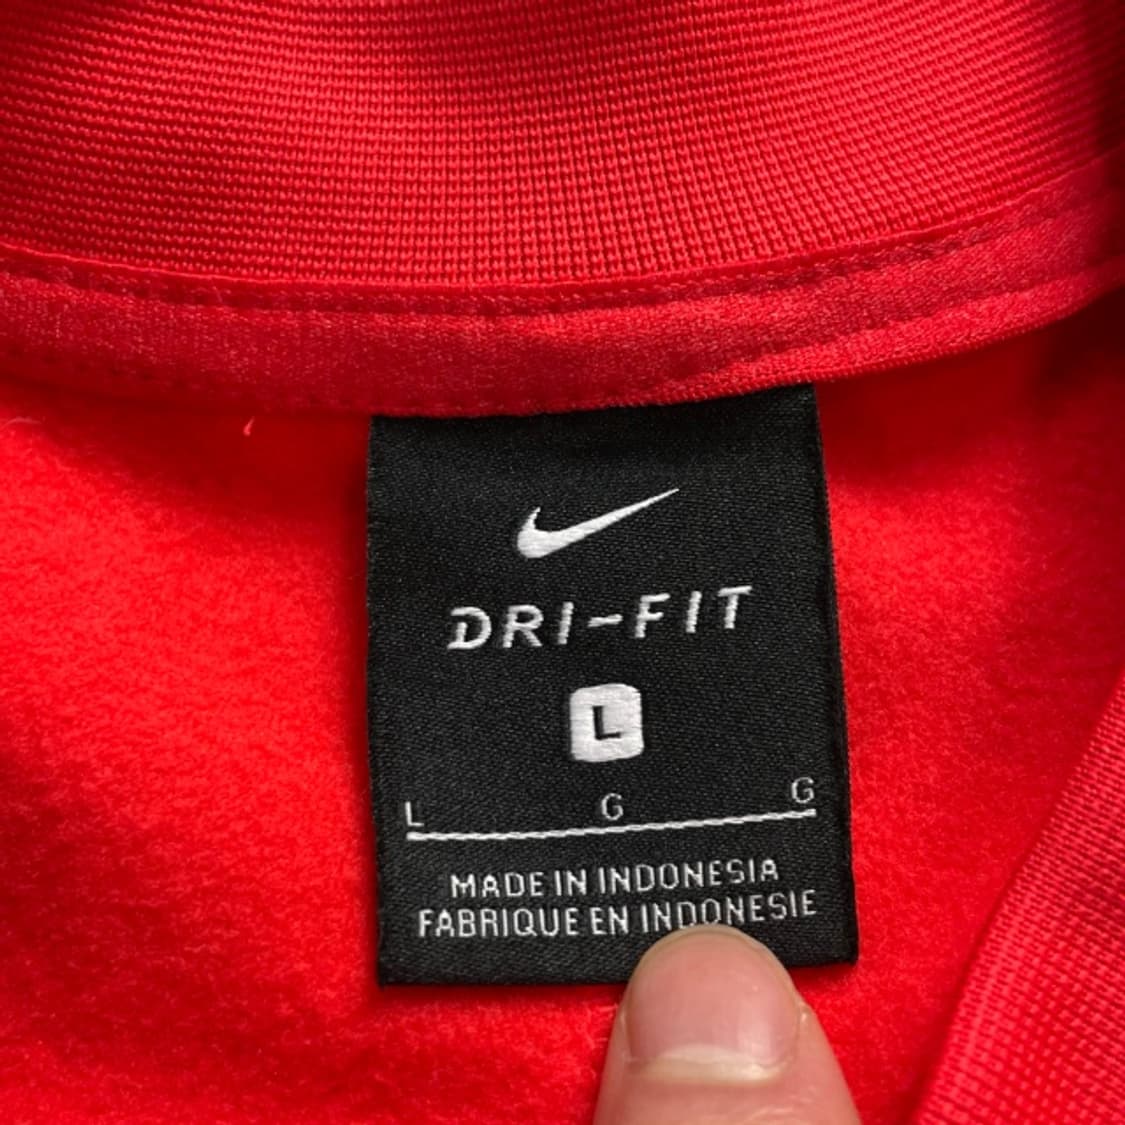 DRI-FIT
L
L G G
MADE IN INDONESIA
FABRIQUE EN INDONESIE